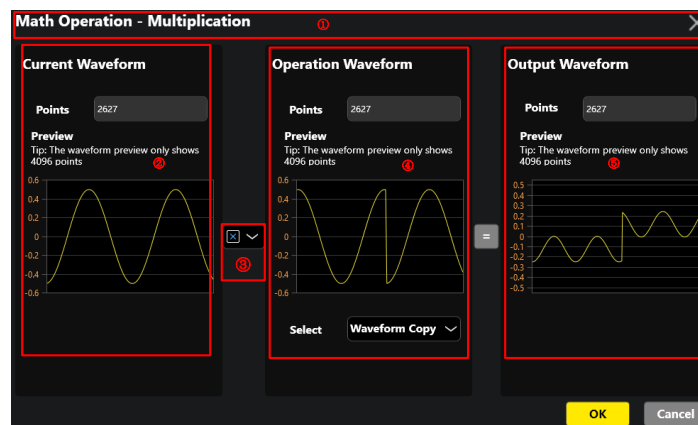 Math Operation - Multiplication
①
Current Waveform
Points 2627
Preview
Tip: The waveform preview only shows
4096 points
②
0.6
0.4
0.2
0
-0.2
-0.4
-0.6
③
Operation Waveform
Points 2627
Preview
Tip: The waveform preview only shows
4096 points
④
0.6
0.4
0.2
0
-0.2
-0.4
-0.6
Select Waveform Copy
=
Output Waveform
Points 2627
Preview
Tip: The waveform preview only shows
4096 points
⑤
0.5
0.4
0.3
0.2
0.1
0
-0.1
-0.2
-0.3
-0.4
-0.5
OK Cancel